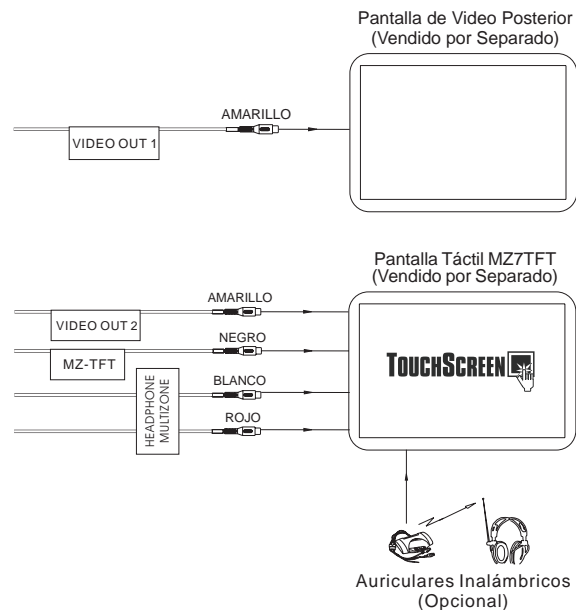 Pantalla de Video Posterior
(Vendido por Separado)
AMARILLO
VIDEO OUT 1
Pantalla Táctil MZ7TFT
(Vendido por Separado)
AMARILLO
VIDEO OUT 2
NEGRO
MZ-TFT
BLANCO
HEADPHONE
MULTIZONE
ROJO
TOUCHSCREEN
Auriculares Inalámbricos
(Opcional)